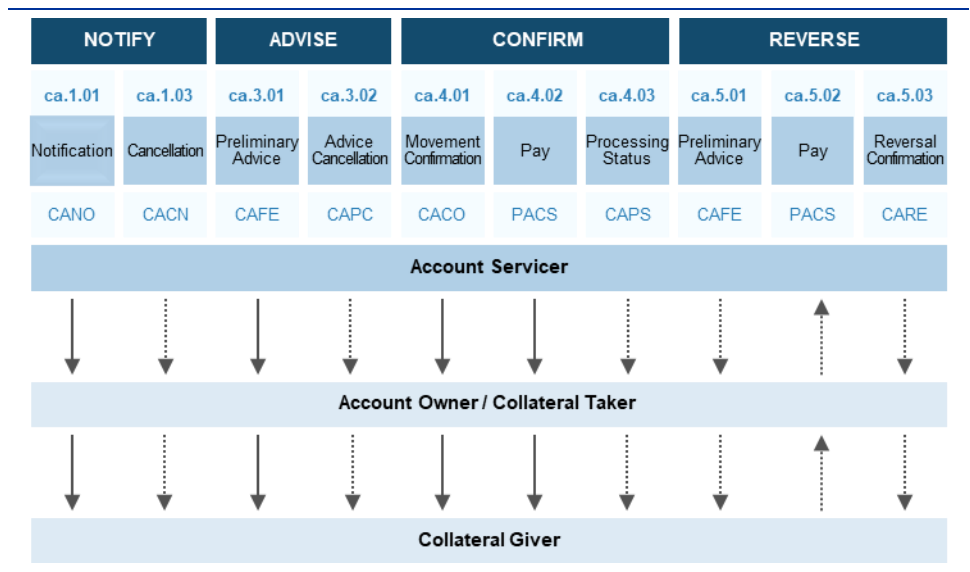 NOTIFY ADVISE CONFIRM REVERSE
ca.1.01 ca.1.03 ca.3.01 ca.3.02 ca.4.01 ca.4.02 ca.4.03 ca.5.01 ca.5.02 ca.5.03
Notification Cancellation Preliminary Advice Advice Cancellation Movement Confirmation Pay Processing Status Preliminary Advice Pay Reversal Confirmation
CANO CACN CAFE CAPC CACO PACS CAPS CAFE PACS CARE
Account Servicer
Account Owner / Collateral Taker
Collateral Giver